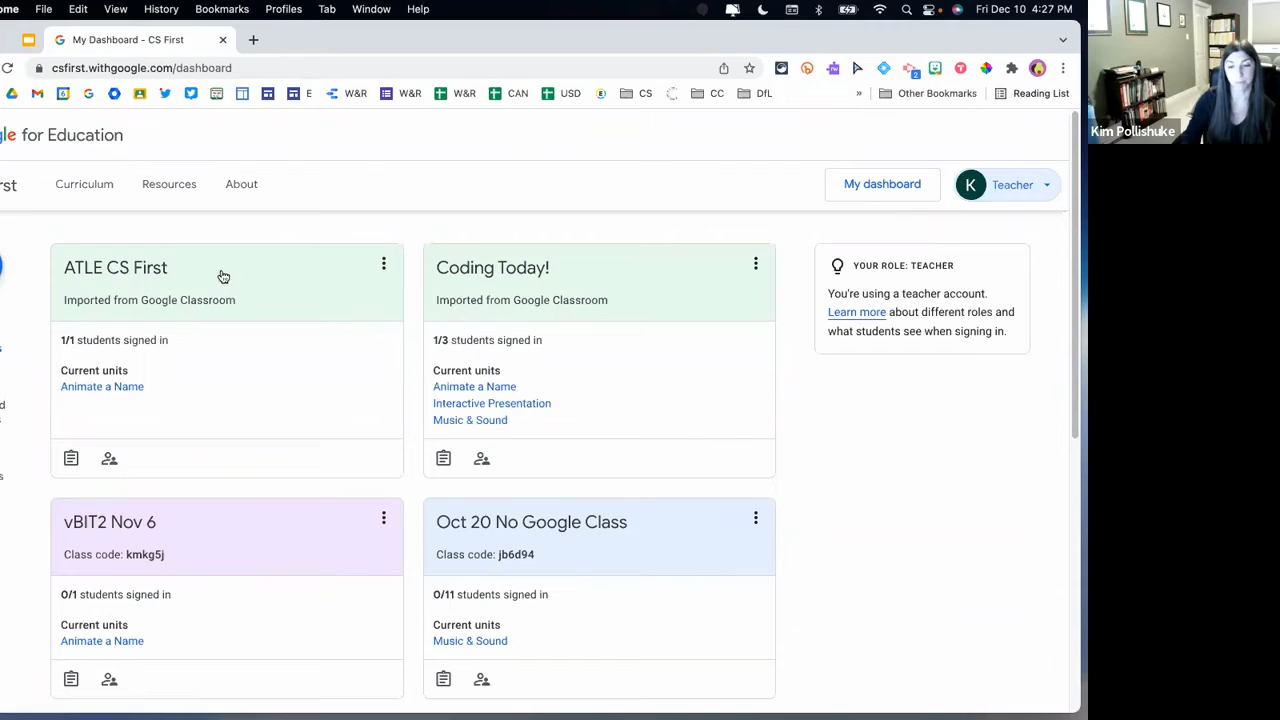 ome File Edit View History Bookmarks Profiles Tab Window Help Fri Dec 10 4:27 PM
My Dashboard - CS First
csfirst.withgoogle.com/dashboard
E W&R W&R W&R CAN USD CS CC DfL » Other Bookmarks Reading List
gle for Education
rst Curriculum Resources About My dashboard K Teacher
ATLE CS First
Imported from Google Classroom
1/1 students signed in
Current units
Animate a Name
Coding Today!
Imported from Google Classroom
1/3 students signed in
Current units
Animate a Name
Interactive Presentation
Music & Sound
YOUR ROLE: TEACHER
You're using a teacher account.
Learn more about different roles and
what students see when signing in.
vBIT2 Nov 6
Class code: kmkg5j
0/1 students signed in
Current units
Animate a Name
Oct 20 No Google Class
Class code: jb6d94
0/11 students signed in
Current units
Music & Sound
Kim Pollishuke